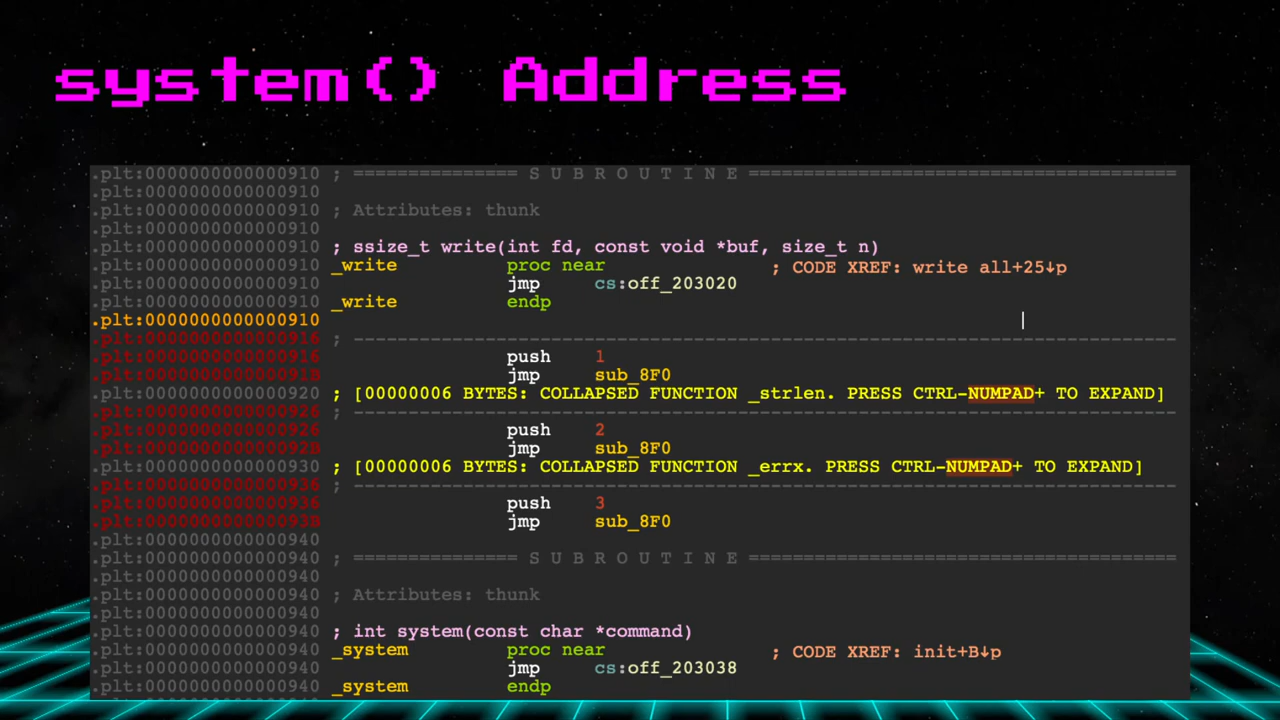 system() Address
.plt:0000000000000910 ; =============== S U B R O U T I N E =======================================
.plt:0000000000000910
.plt:0000000000000910 ; Attributes: thunk
.plt:0000000000000910
.plt:0000000000000910 ; ssize_t write(int fd, const void *buf, size_t n)
.plt:0000000000000910 _write proc near ; CODE XREF: write all+25↓p
.plt:0000000000000910 jmp cs:off_203020
.plt:0000000000000910 _write endp
.plt:0000000000000910
.plt:0000000000000916 ; ---------------------------------------------------------------------------
.plt:0000000000000916 push 1
.plt:000000000000091B jmp sub_8F0
.plt:0000000000000920 ; [00000006 BYTES: COLLAPSED FUNCTION _strlen. PRESS CTRL-NUMPAD+ TO EXPAND]
.plt:0000000000000926 ; ---------------------------------------------------------------------------
.plt:0000000000000926 push 2
.plt:000000000000092B jmp sub_8F0
.plt:0000000000000930 ; [00000006 BYTES: COLLAPSED FUNCTION _errx. PRESS CTRL-NUMPAD+ TO EXPAND]
.plt:0000000000000936 ; ---------------------------------------------------------------------------
.plt:0000000000000936 push 3
.plt:000000000000093B jmp sub_8F0
.plt:0000000000000940
.plt:0000000000000940 ; =============== S U B R O U T I N E =======================================
.plt:0000000000000940
.plt:0000000000000940 ; Attributes: thunk
.plt:0000000000000940
.plt:0000000000000940 ; int system(const char *command)
.plt:0000000000000940 _system proc near ; CODE XREF: init+B↓p
.plt:0000000000000940 jmp cs:off_203038
.plt:0000000000000940 _system endp